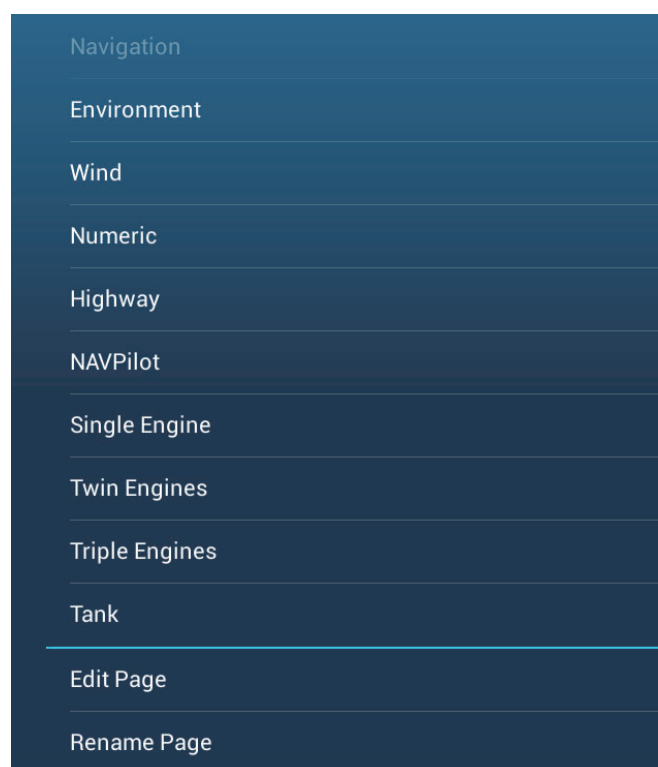 Navigation
Environment
Wind
Numeric
Highway
NAVPilot
Single Engine
Twin Engines
Triple Engines
Tank
Edit Page
Rename Page